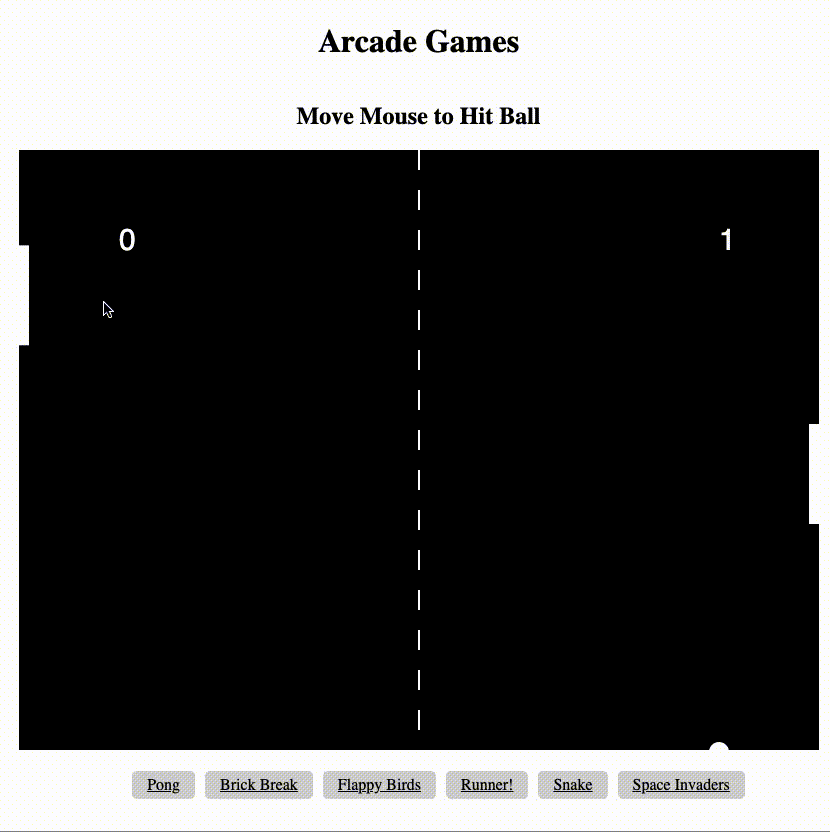 Arcade Games
Move Mouse to Hit Ball
0 1
Pong Brick Break Flappy Birds Runner! Snake Space Invaders